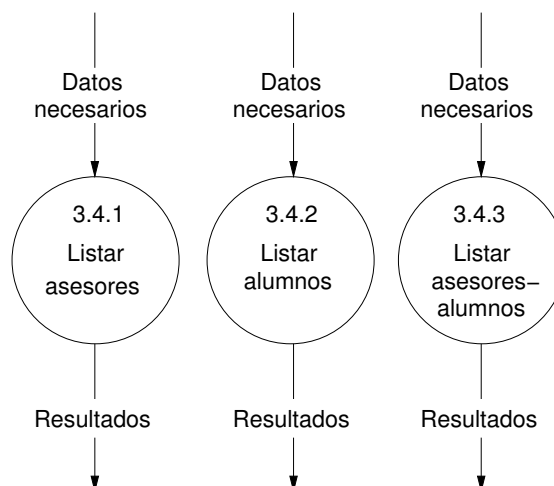 Datos
necesarios
Datos
necesarios
Datos
necesarios
3.4.1
Listar
asesores
3.4.2
Listar
alumnos
3.4.3
Listar
asesores−
alumnos
Resultados
Resultados
Resultados